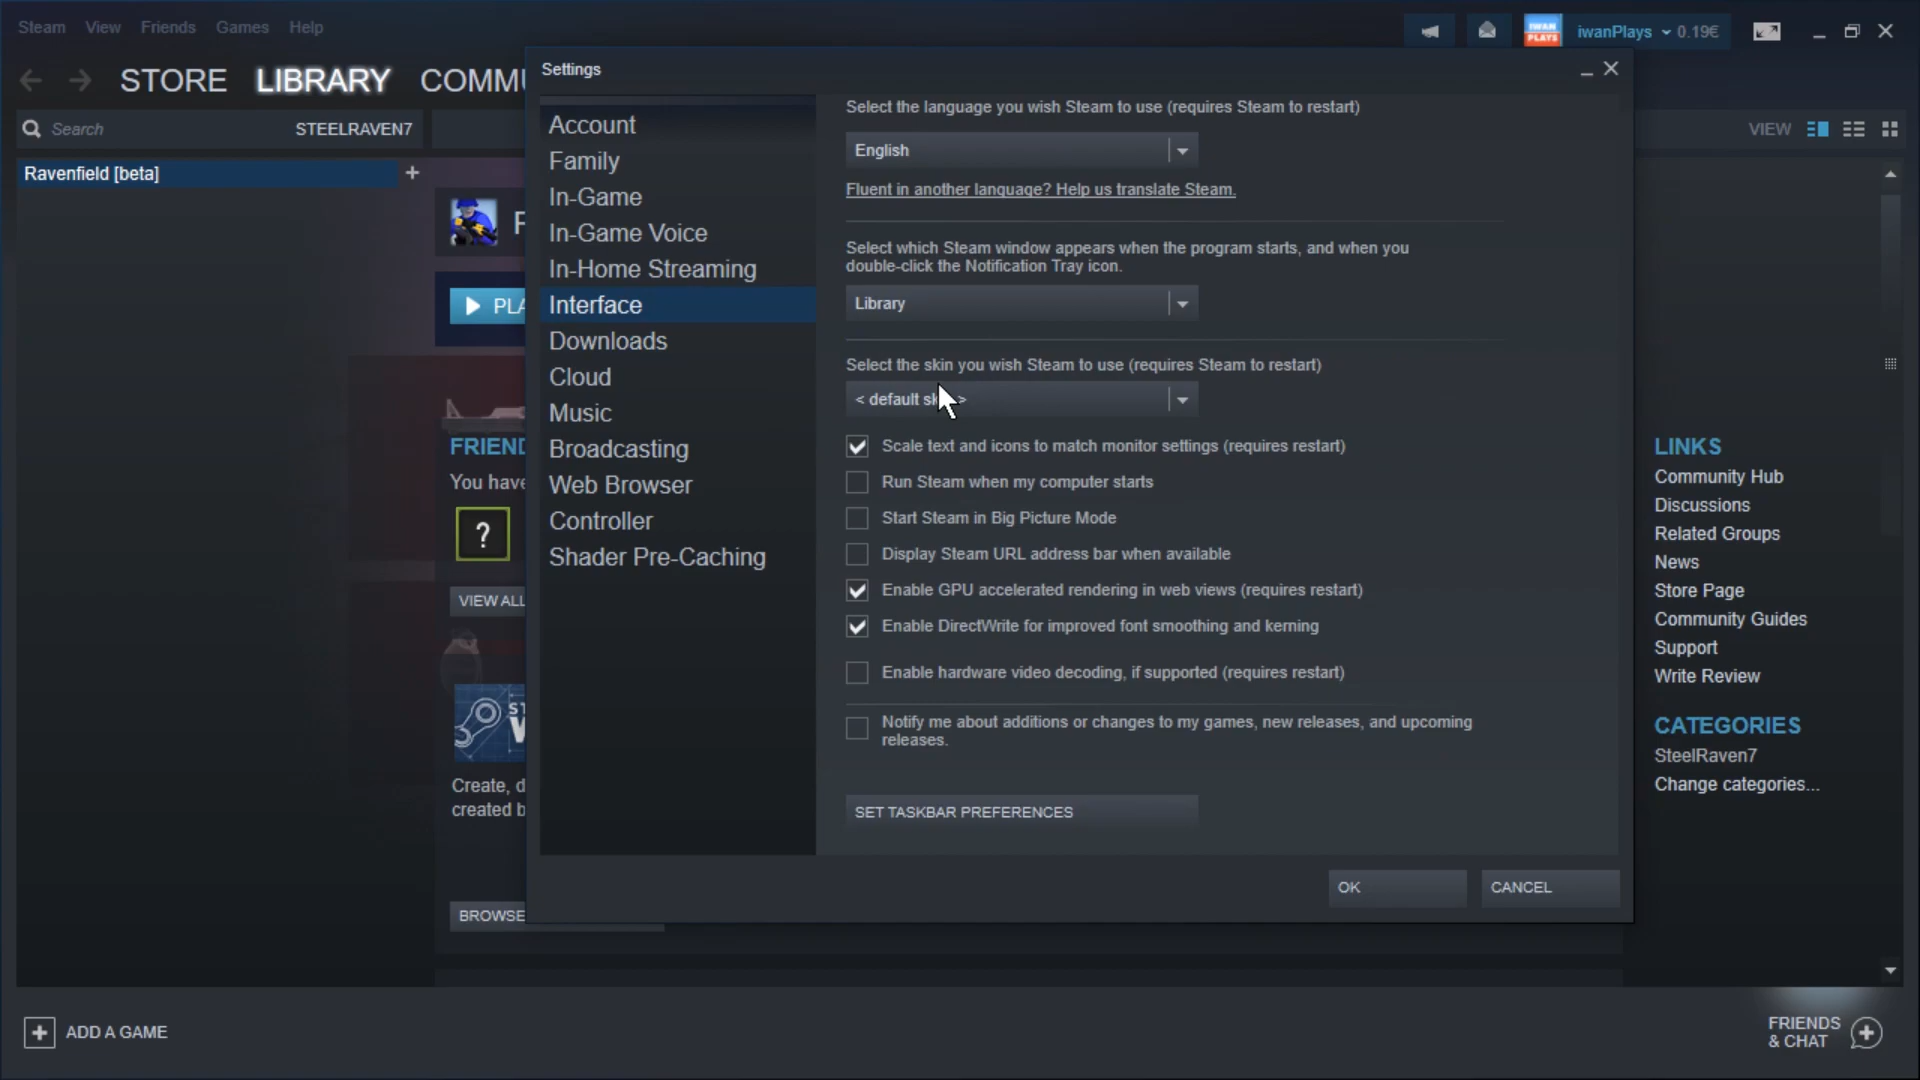 Steam View Friends Games Help
IWAN
PLAYS
iwanPlays 0.19€
STORE LIBRARY COMMU
Search STEELRAVEN7
VIEW
Ravenfield [beta]
PLA
FRIEND
You have
?
VIEW ALL
Create, d
created b
BROWSE
Settings
Account
Family
In-Game
In-Game Voice
In-Home Streaming
Interface
Downloads
Cloud
Music
Broadcasting
Web Browser
Controller
Shader Pre-Caching
Select the language you wish Steam to use (requires Steam to restart)
English
Fluent in another language? Help us translate Steam.
Select which Steam window appears when the program starts, and when you
double-click the Notification Tray icon.
Library
Select the skin you wish Steam to use (requires Steam to restart)
< default sk >
Scale text and icons to match monitor settings (requires restart)
Run Steam when my computer starts
Start Steam in Big Picture Mode
Display Steam URL address bar when available
Enable GPU accelerated rendering in web views (requires restart)
Enable DirectWrite for improved font smoothing and kerning
Enable hardware video decoding, if supported (requires restart)
Notify me about additions or changes to my games, new releases, and upcoming
releases.
SET TASKBAR PREFERENCES
OK CANCEL
LINKS
Community Hub
Discussions
Related Groups
News
Store Page
Community Guides
Support
Write Review
CATEGORIES
SteelRaven7
Change categories...
ADD A GAME
FRIENDS
& CHAT